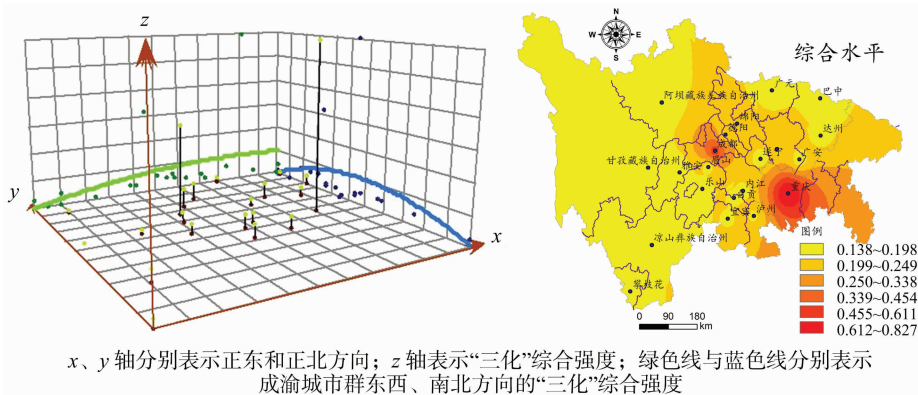 z
y
x
N
W
E
S
综合水平
广元
巴中
阿坝藏族羌族自治州
绵阳
德阳
达州
成都
遂宁
广安
甘孜藏族自治州
雅安
眉山
重庆
乐山
内江
自贡
宜宾
泸州
凉山彝族自治州
攀枝花
图例
0.138~0.198
0.199~0.249
0.250~0.338
0.339~0.454
0.455~0.611
0.612~0.827
0 90 180
km
x、y 轴分别表示正东和正北方向；z 轴表示“三化”综合强度；绿色线与蓝色线分别表示
成渝城市群东西、南北方向的“三化”综合强度